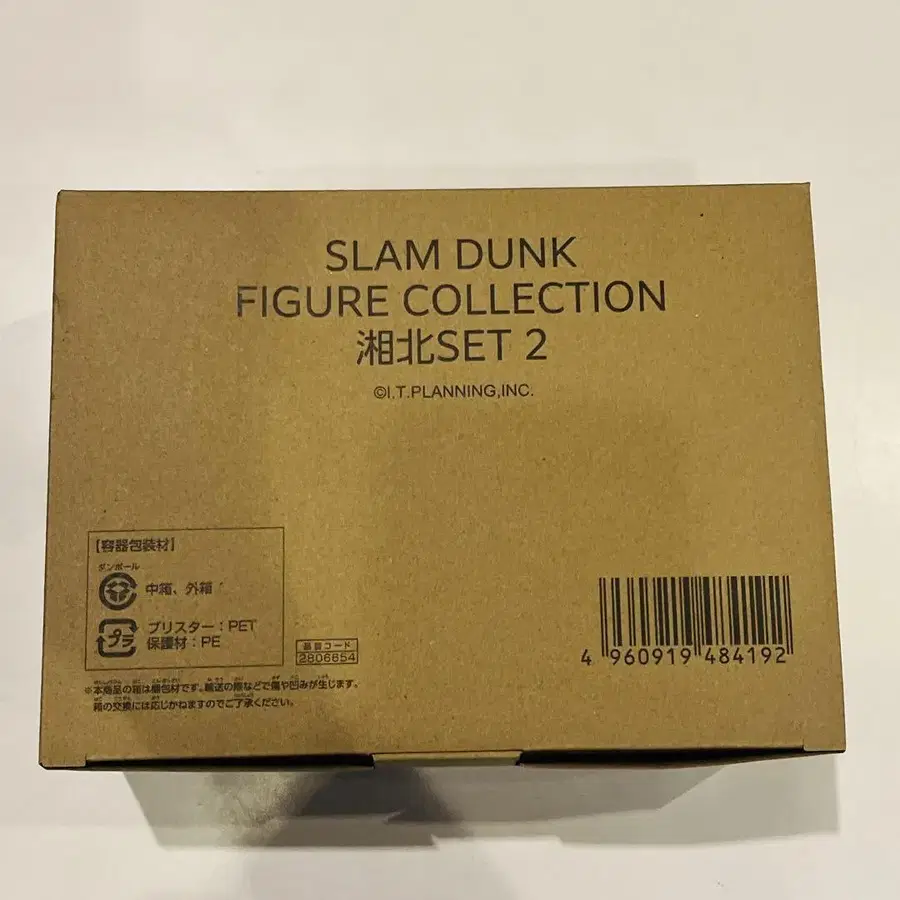 SLAM DUNK
FIGURE COLLECTION
湘北SET 2
©I.T.PLANNING,INC.
【容器包装材】
ダンボール
中箱、外箱
プラ
ブリスター：PET
保護材：PE
品番コード
2806654
※本商品の箱は梱包材です。輸送の際などで傷や凹みが生じます。
箱の交換には応じかねますのでご了承ください。
4 960919 484192